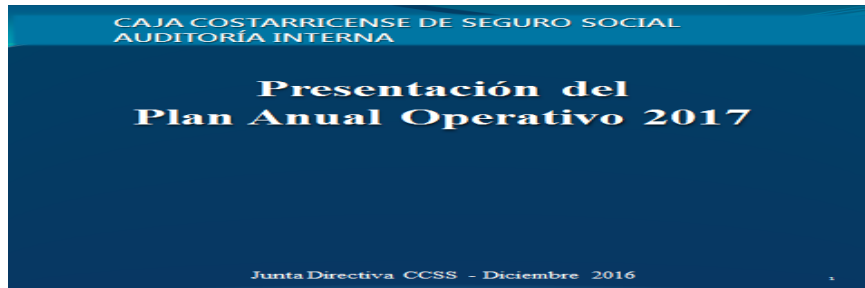 CAJA COSTARRICENSE DE SEGURO SOCIAL
AUDITORÍA INTERNA
Presentación del
Plan Anual Operativo 2017
Junta Directiva CCSS - Diciembre 2016
1